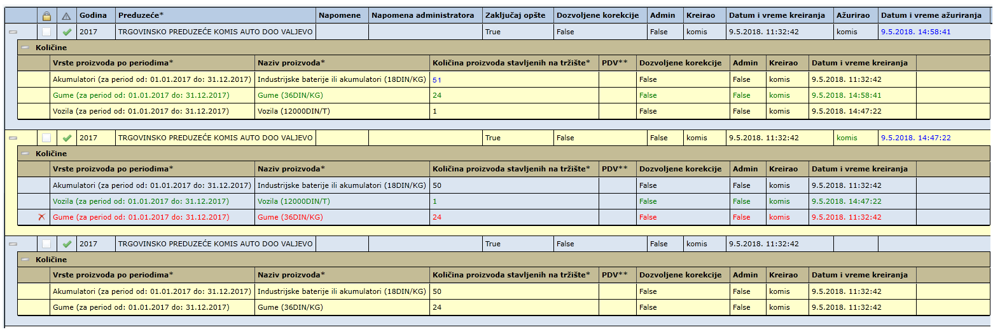 Godina Preduzeće* Napomene Napomena administratora Zaključaj opšte Dozvoljene korekcije Admin Kreirao Datum i vreme kreiranja Ažurirao Datum i vreme ažuriranja
2017 TRGOVINSKO PREDUZEĆE KOMIS AUTO DOO VALJEVO True False False komis 9.5.2018. 11:32:42 komis 9.5.2018. 14:58:41
Količine
Vrste proizvoda po periodima* Naziv proizvoda* Količina proizvoda stavljenih na tržište* PDV** Dozvoljene korekcije Admin Kreirao Datum i vreme kreiranja
Akumulatori (za period od: 01.01.2017 do: 31.12.2017) Industrijske baterije ili akumulatori (18DIN/KG) 51 False False komis 9.5.2018. 11:32:42
Gume (za period od: 01.01.2017 do: 31.12.2017) Gume (36DIN/KG) 24 False False komis 9.5.2018. 14:58:41
Vozila (za period od: 01.01.2017 do: 31.12.2017) Vozila (12000DIN/T) 1 False False komis 9.5.2018. 14:47:22
2017 TRGOVINSKO PREDUZEĆE KOMIS AUTO DOO VALJEVO True False False komis 9.5.2018. 11:32:42 komis 9.5.2018. 14:47:22
Količine
Vrste proizvoda po periodima* Naziv proizvoda* Količina proizvoda stavljenih na tržište* PDV** Dozvoljene korekcije Admin Kreirao Datum i vreme kreiranja
Akumulatori (za period od: 01.01.2017 do: 31.12.2017) Industrijske baterije ili akumulatori (18DIN/KG) 50 False False komis 9.5.2018. 11:32:42
Vozila (za period od: 01.01.2017 do: 31.12.2017) Vozila (12000DIN/T) 1 False False komis 9.5.2018. 14:47:22
Gume (za period od: 01.01.2017 do: 31.12.2017) Gume (36DIN/KG) 24 False False komis 9.5.2018. 11:32:42
2017 TRGOVINSKO PREDUZEĆE KOMIS AUTO DOO VALJEVO True False False komis 9.5.2018. 11:32:42
Količine
Vrste proizvoda po periodima* Naziv proizvoda* Količina proizvoda stavljenih na tržište* PDV** Dozvoljene korekcije Admin Kreirao Datum i vreme kreiranja
Akumulatori (za period od: 01.01.2017 do: 31.12.2017) Industrijske baterije ili akumulatori (18DIN/KG) 50 False False komis 9.5.2018. 11:32:42
Gume (za period od: 01.01.2017 do: 31.12.2017) Gume (36DIN/KG) 24 False False komis 9.5.2018. 11:32:42